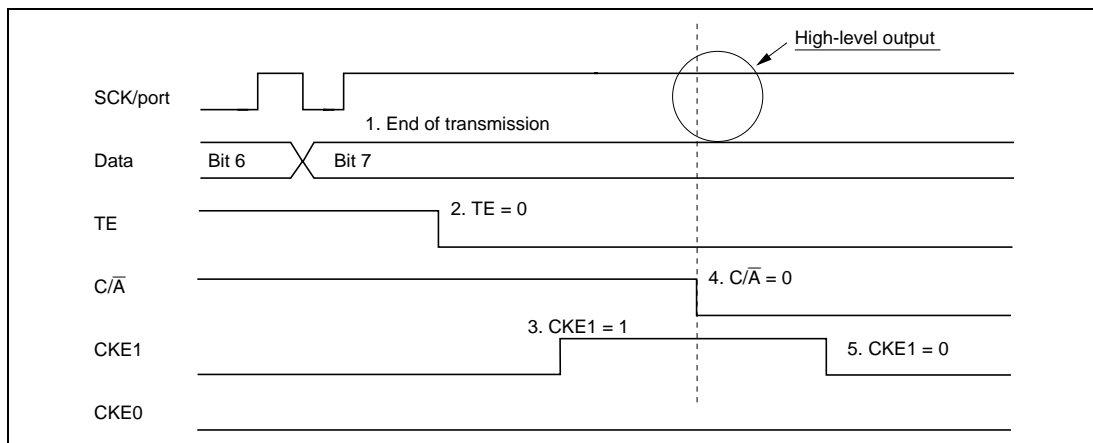 High-level output
SCK/port
1. End of transmission
Data
Bit 6
Bit 7
TE
2. TE = 0
C/A̅
4. C/A̅ = 0
3. CKE1 = 1
CKE1
5. CKE1 = 0
CKE0